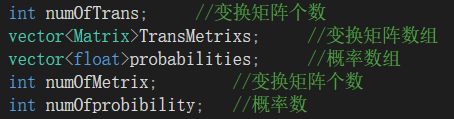 int numOfTrans;      //变换矩阵个数
vector<Matrix>TransMetrixs;      //变换矩阵数组
vector<float>probabilities;      //概率数组
int numOfMetrix;        //变换矩阵个数
int numOfprobibility;   //概率数